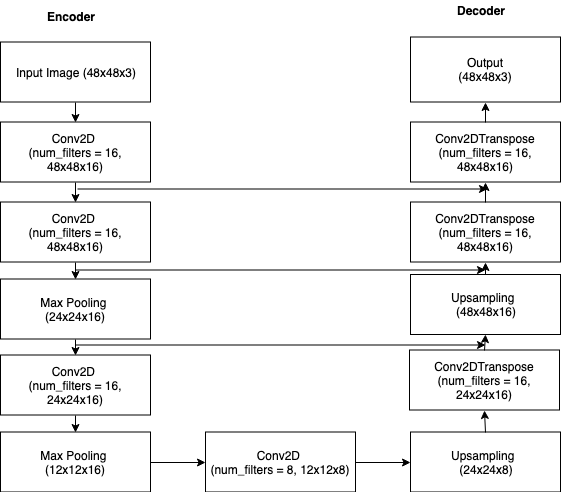 Encoder
Input Image (48x48x3)
Conv2D
(num_filters = 16,
48x48x16)
Conv2D
(num_filters = 16,
48x48x16)
Max Pooling
(24x24x16)
Conv2D
(num_filters = 16,
24x24x16)
Max Pooling
(12x12x16)
Conv2D
(num_filters = 8, 12x12x8)
Decoder
Output
(48x48x3)
Conv2DTranspose
(num_filters = 16,
48x48x16)
Conv2DTranspose
(num_filters = 16,
48x48x16)
Upsampling
(48x48x16)
Conv2DTranspose
(num_filters = 16,
24x24x16)
Upsampling
(24x24x8)